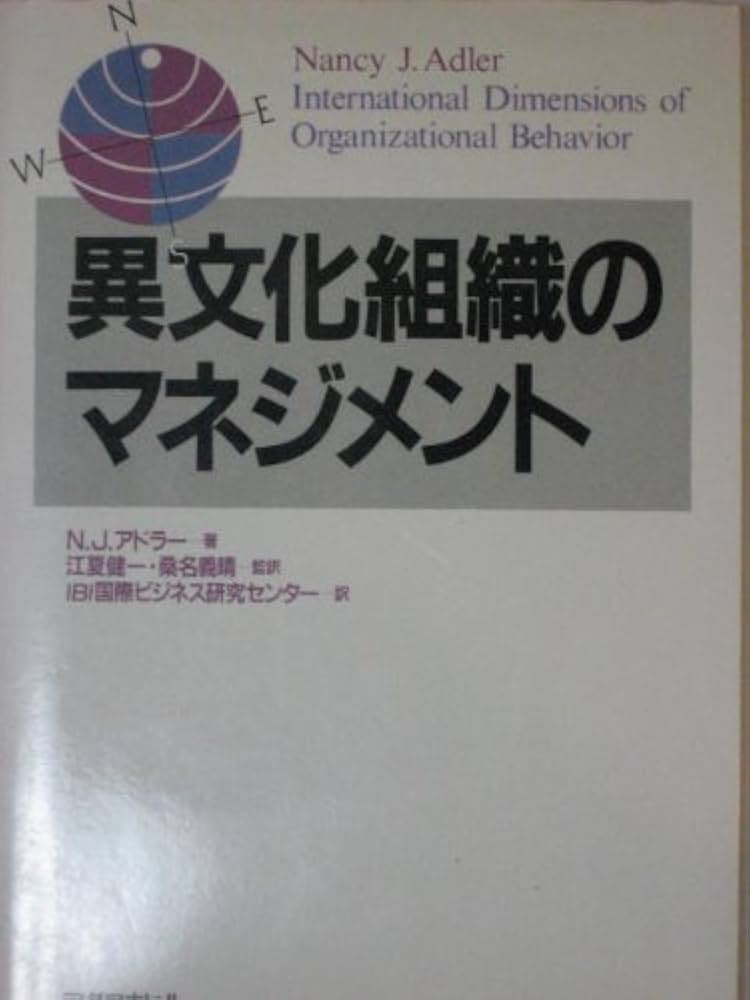 N
E
W
S
Nancy J. Adler
International Dimensions of
Organizational Behavior
異文化組織の
マネジメント
N.J.アドラー 著
江夏健一・桑名義晴 監訳
IBI国際ビジネス研究センター 訳